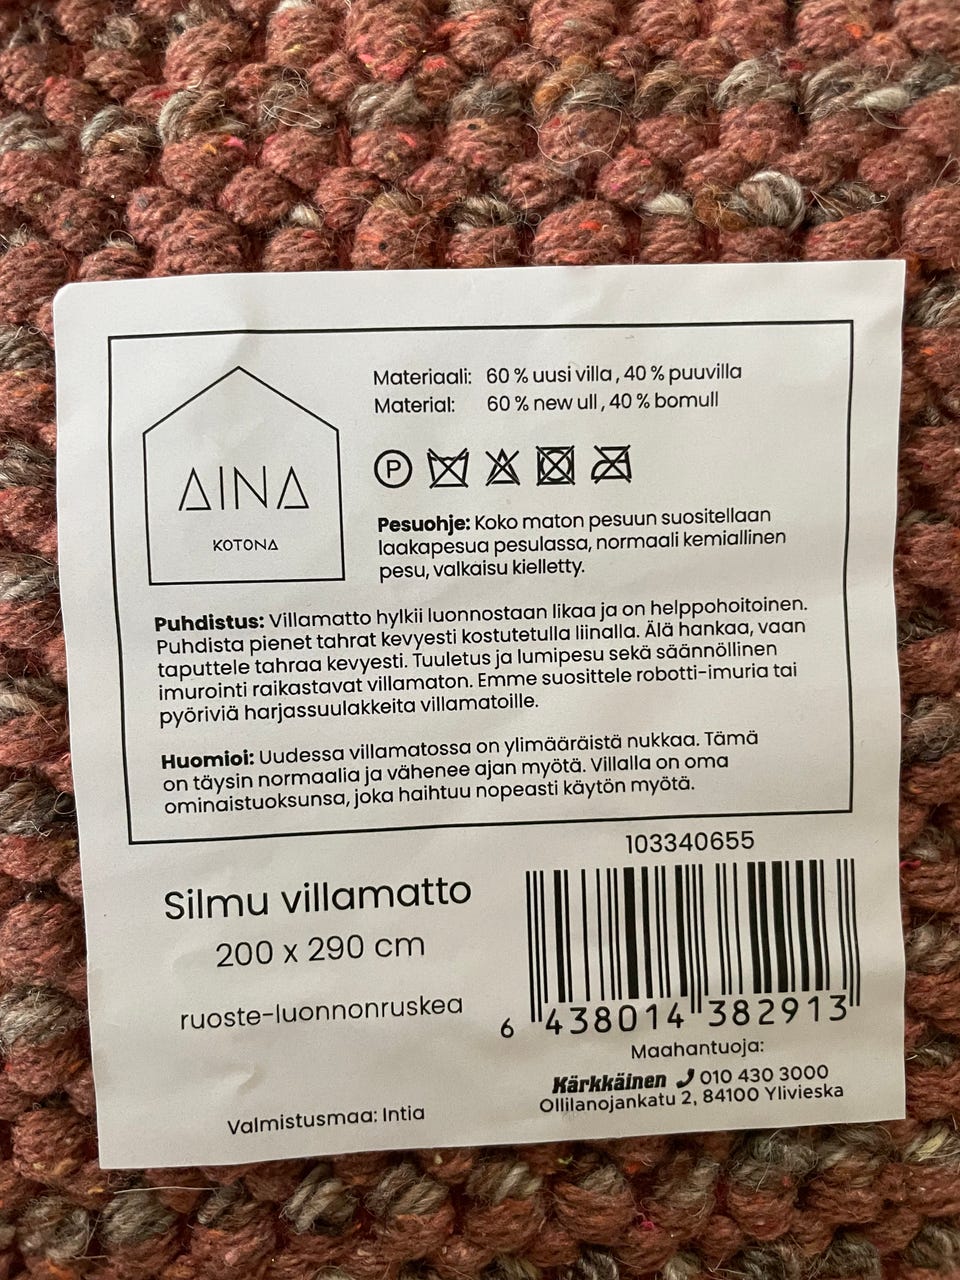 AINA
KOTONA
Materiaali: 60 % uusi villa , 40 % puuvilla
Material: 60 % new ull , 40 % bomull
P
Pesuohje: Koko maton pesuun suositellaan
laakapesua pesulassa, normaali kemiallinen
pesu, valkaisu kielletty.
Puhdistus: Villamatto hylkii luonnostaan likaa ja on helppohoitoinen.
Puhdista pienet tahrat kevyesti kostutetulla liinalla. Älä hankaa, vaan
taputtele tahraa kevyesti. Tuuletus ja lumipesu sekä säännöllinen
imurointi raikastavat villamaton. Emme suosittele robotti-imuria tai
pyöriviä harjassuulakkeita villamatoille.
Huomioi: Uudessa villamatossa on ylimääräistä nukkaa. Tämä
on täysin normaalia ja vähenee ajan myötä. Villalla on oma
ominaistuoksunsa, joka haihtuu nopeasti käytön myötä.
Silmu villamatto
200 x 290 cm
ruoste-luonnonruskea
Valmistusmaa: Intia
103340655
6 438014 382913
Maahantuoja:
Kärkkäinen 010 430 3000
Ollilanojankatu 2, 84100 Ylivieska